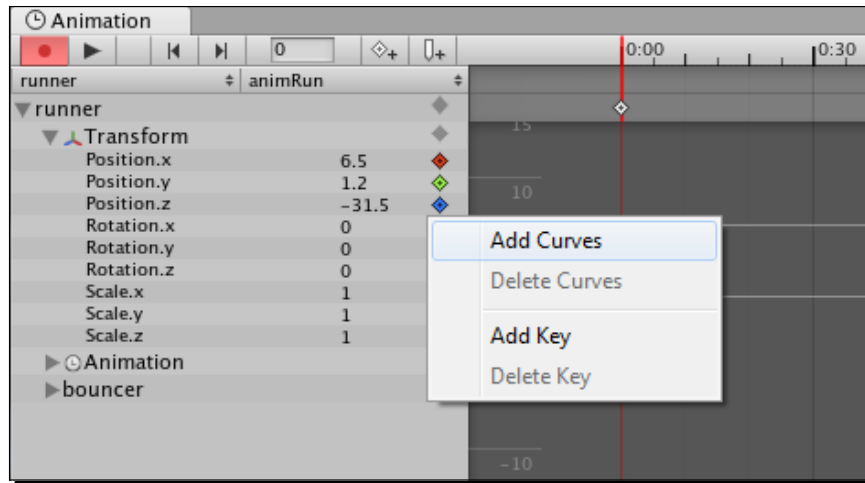 Animation
0 0:00 0:30
runner animRun
runner
15
Transform
Position.x 6.5
Position.y 1.2
10
Position.z -31.5
Rotation.x 0
Rotation.y 0
Rotation.z 0
Scale.x 1
Scale.y 1
Scale.z 1
Animation
bouncer
Add Curves
Delete Curves
Add Key
Delete Key
-10